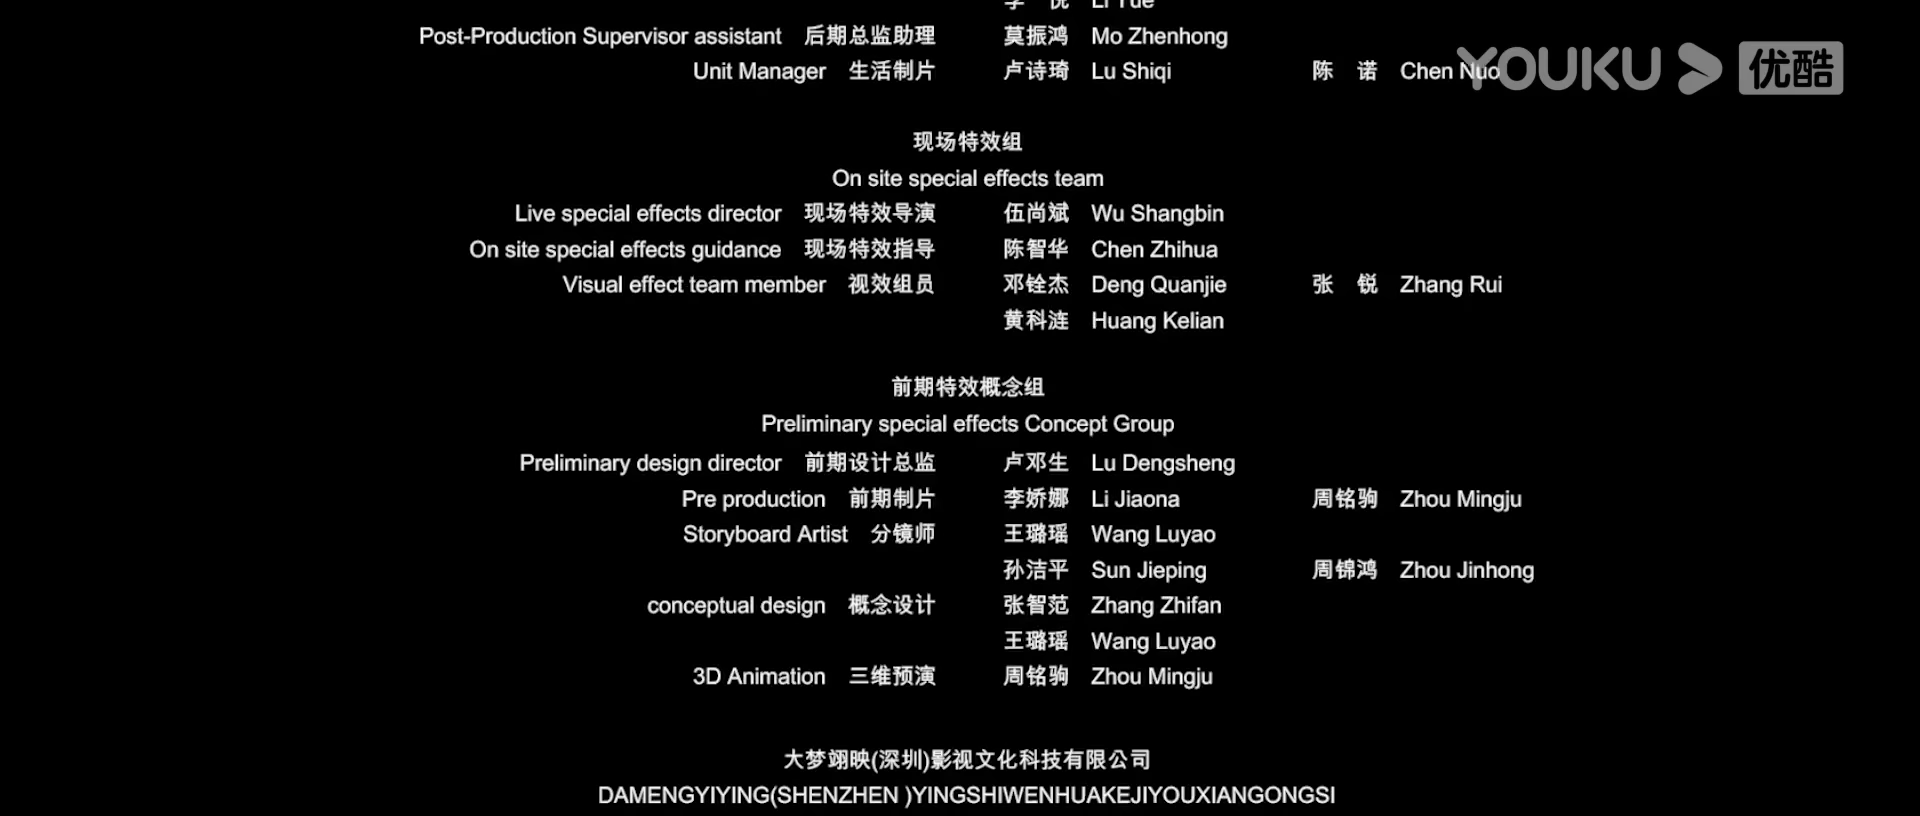 李 悦 Li Yue
Post-Production Supervisor assistant 后期总监助理 莫振鸿 Mo Zhenhong
Unit Manager 生活制片 卢诗琦 Lu Shiqi 陈 诺 Chen Nuo
YOUKU 优酷
现场特效组
On site special effects team
Live special effects director 现场特效导演 伍尚斌 Wu Shangbin
On site special effects guidance 现场特效指导 陈智华 Chen Zhihua
Visual effect team member 视效组员 邓铨杰 Deng Quanjie 张 锐 Zhang Rui
黄科涟 Huang Kelian
前期特效概念组
Preliminary special effects Concept Group
Preliminary design director 前期设计总监 卢邓生 Lu Dengsheng
Pre production 前期制片 李娇娜 Li Jiaona 周铭驹 Zhou Mingju
Storyboard Artist 分镜师 王璐瑶 Wang Luyao
孙洁平 Sun Jieping 周锦鸿 Zhou Jinhong
conceptual design 概念设计 张智范 Zhang Zhifan
王璐瑶 Wang Luyao
3D Animation 三维预演 周铭驹 Zhou Mingju
大梦翊映(深圳)影视文化科技有限公司
DAMENGYIYING(SHENZHEN )YINGSHIWENHUAKEJIYOUXIANGONGSI